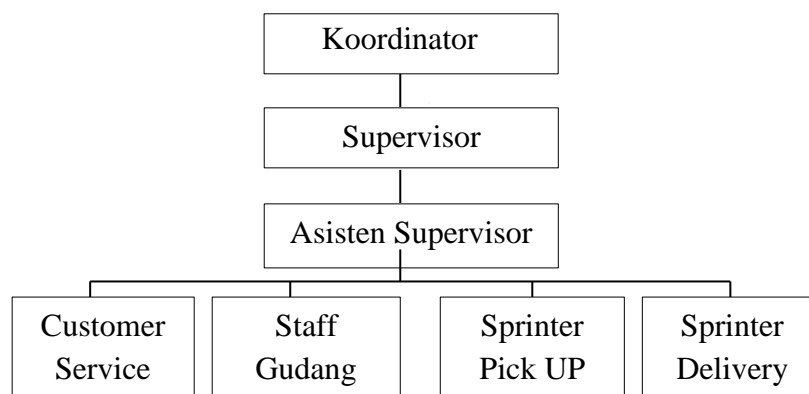 Koordinator
Supervisor
Asisten Supervisor
Customer
Service
Staff
Gudang
Sprinter
Pick UP
Sprinter
Delivery